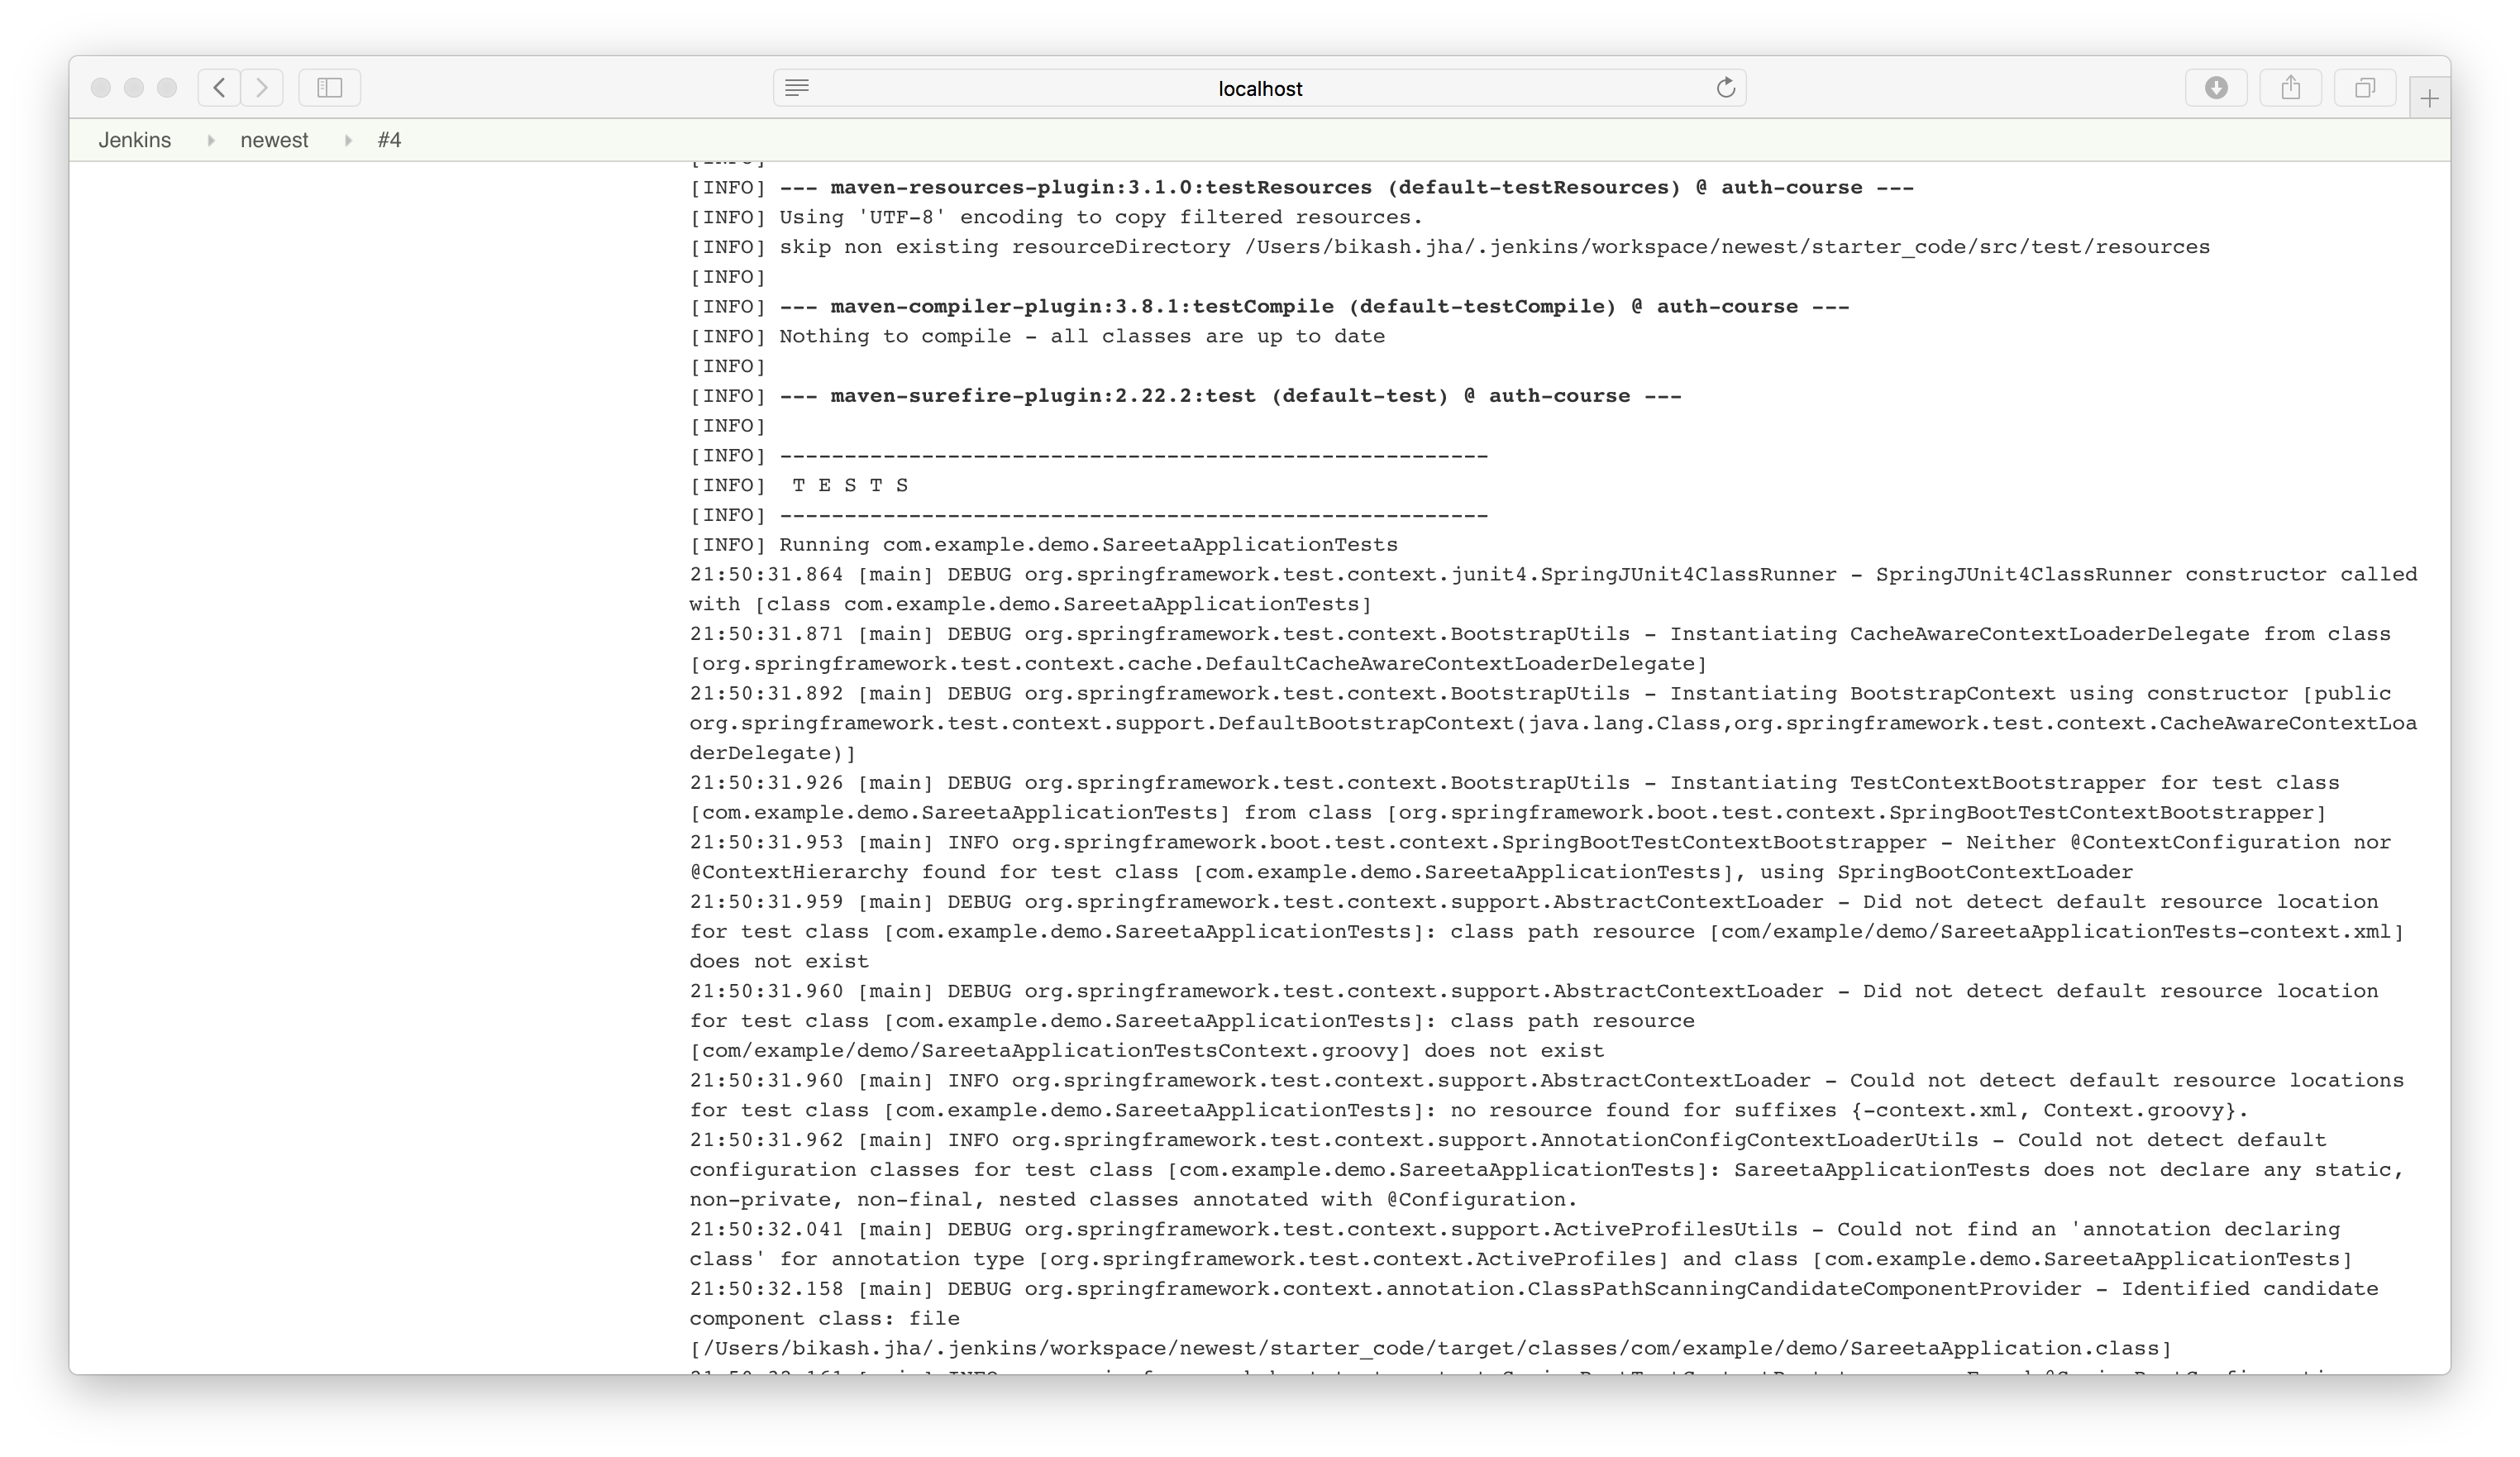 localhost
Jenkins newest #4
[INFO]
[INFO] --- maven-resources-plugin:3.1.0:testResources (default-testResources) @ auth-course ---
[INFO] Using 'UTF-8' encoding to copy filtered resources.
[INFO] skip non existing resourceDirectory /Users/bikash.jha/.jenkins/workspace/newest/starter_code/src/test/resources
[INFO]
[INFO] --- maven-compiler-plugin:3.8.1:testCompile (default-testCompile) @ auth-course ---
[INFO] Nothing to compile - all classes are up to date
[INFO]
[INFO] --- maven-surefire-plugin:2.22.2:test (default-test) @ auth-course ---
[INFO]
[INFO] -------------------------------------------------------
[INFO]  T E S T S
[INFO] -------------------------------------------------------
[INFO] Running com.example.demo.SareetaApplicationTests
21:50:31.864 [main] DEBUG org.springframework.test.context.junit4.SpringJUnit4ClassRunner - SpringJUnit4ClassRunner constructor called
with [class com.example.demo.SareetaApplicationTests]
21:50:31.871 [main] DEBUG org.springframework.test.context.BootstrapUtils - Instantiating CacheAwareContextLoaderDelegate from class
[org.springframework.test.context.cache.DefaultCacheAwareContextLoaderDelegate]
21:50:31.892 [main] DEBUG org.springframework.test.context.BootstrapUtils - Instantiating BootstrapContext using constructor [public
org.springframework.test.context.support.DefaultBootstrapContext(java.lang.Class,org.springframework.test.context.CacheAwareContextLoa
derDelegate)]
21:50:31.926 [main] DEBUG org.springframework.test.context.BootstrapUtils - Instantiating TestContextBootstrapper for test class
[com.example.demo.SareetaApplicationTests] from class [org.springframework.boot.test.context.SpringBootTestContextBootstrapper]
21:50:31.953 [main] INFO org.springframework.boot.test.context.SpringBootTestContextBootstrapper - Neither @ContextConfiguration nor
@ContextHierarchy found for test class [com.example.demo.SareetaApplicationTests], using SpringBootContextLoader
21:50:31.959 [main] DEBUG org.springframework.test.context.support.AbstractContextLoader - Did not detect default resource location
for test class [com.example.demo.SareetaApplicationTests]: class path resource [com/example/demo/SareetaApplicationTests-context.xml]
does not exist
21:50:31.960 [main] DEBUG org.springframework.test.context.support.AbstractContextLoader - Did not detect default resource location
for test class [com.example.demo.SareetaApplicationTests]: class path resource
[com/example/demo/SareetaApplicationTestsContext.groovy] does not exist
21:50:31.960 [main] INFO org.springframework.test.context.support.AbstractContextLoader - Could not detect default resource locations
for test class [com.example.demo.SareetaApplicationTests]: no resource found for suffixes {-context.xml, Context.groovy}.
21:50:31.962 [main] INFO org.springframework.test.context.support.AnnotationConfigContextLoaderUtils - Could not detect default
configuration classes for test class [com.example.demo.SareetaApplicationTests]: SareetaApplicationTests does not declare any static,
non-private, non-final, nested classes annotated with @Configuration.
21:50:32.041 [main] DEBUG org.springframework.test.context.support.ActiveProfilesUtils - Could not find an 'annotation declaring
class' for annotation type [org.springframework.test.context.ActiveProfiles] and class [com.example.demo.SareetaApplicationTests]
21:50:32.158 [main] DEBUG org.springframework.context.annotation.ClassPathScanningCandidateComponentProvider - Identified candidate
component class: file
[/Users/bikash.jha/.jenkins/workspace/newest/starter_code/target/classes/com/example/demo/SareetaApplication.class]